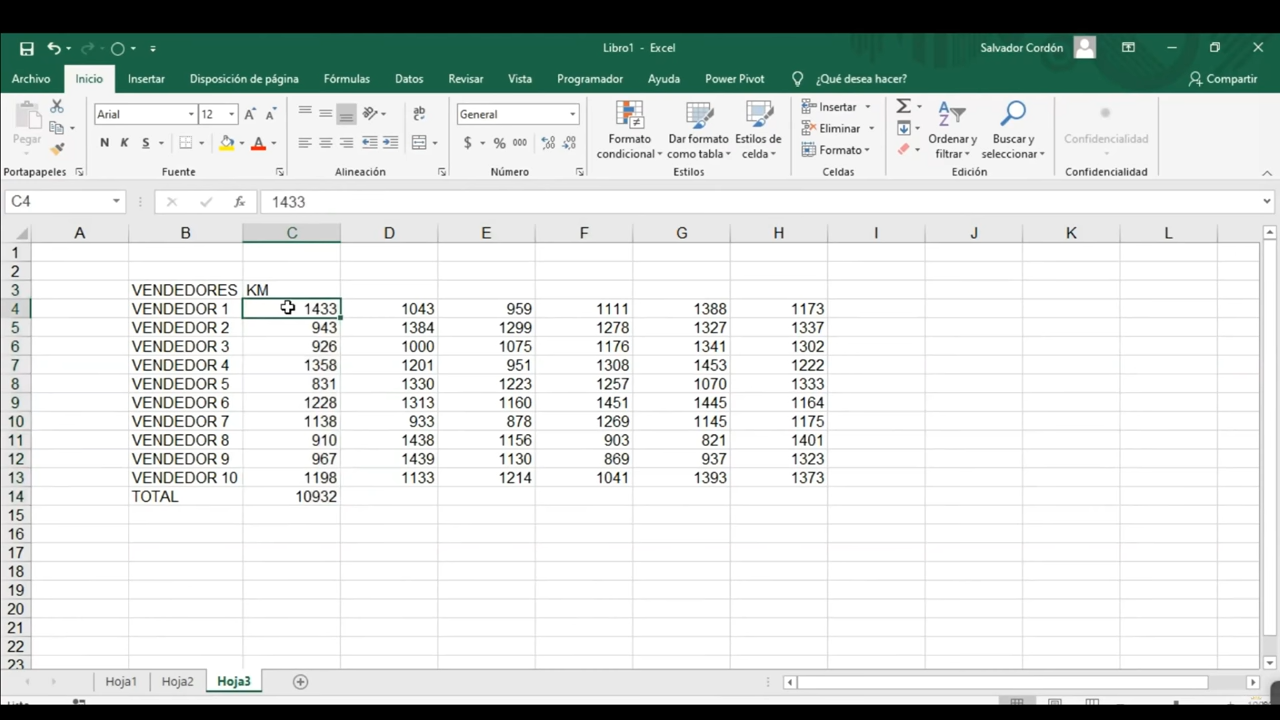 Libro1 - Excel
Salvador Cordón
Archivo Inicio Insertar Disposición de página Fórmulas Datos Revisar Vista Programador Ayuda Power Pivot ¿Qué desea hacer? Compartir
Pegar
Arial 12
N K S
General
$ % 000
Formato condicional
Dar formato como tabla
Estilos de celda
Insertar
Eliminar
Formato
Ordenar y filtrar
Buscar y seleccionar
Confidencialidad
Portapapeles Fuente Alineación Número Estilos Celdas Edición Confidencialidad
C4 fx 1433
A B C D E F G H I J K L
1
2
3 VENDEDORES KM
4 VENDEDOR 1 1433 1043 959 1111 1388 1173
5 VENDEDOR 2 943 1384 1299 1278 1327 1337
6 VENDEDOR 3 926 1000 1075 1176 1341 1302
7 VENDEDOR 4 1358 1201 951 1308 1453 1222
8 VENDEDOR 5 831 1330 1223 1257 1070 1333
9 VENDEDOR 6 1228 1313 1160 1451 1445 1164
10 VENDEDOR 7 1138 933 878 1269 1145 1175
11 VENDEDOR 8 910 1438 1156 903 821 1401
12 VENDEDOR 9 967 1439 1130 869 937 1323
13 VENDEDOR 10 1198 1133 1214 1041 1393 1373
14 TOTAL 10932
15
16
17
18
19
20
21
22
23
Hoja1 Hoja2 Hoja3